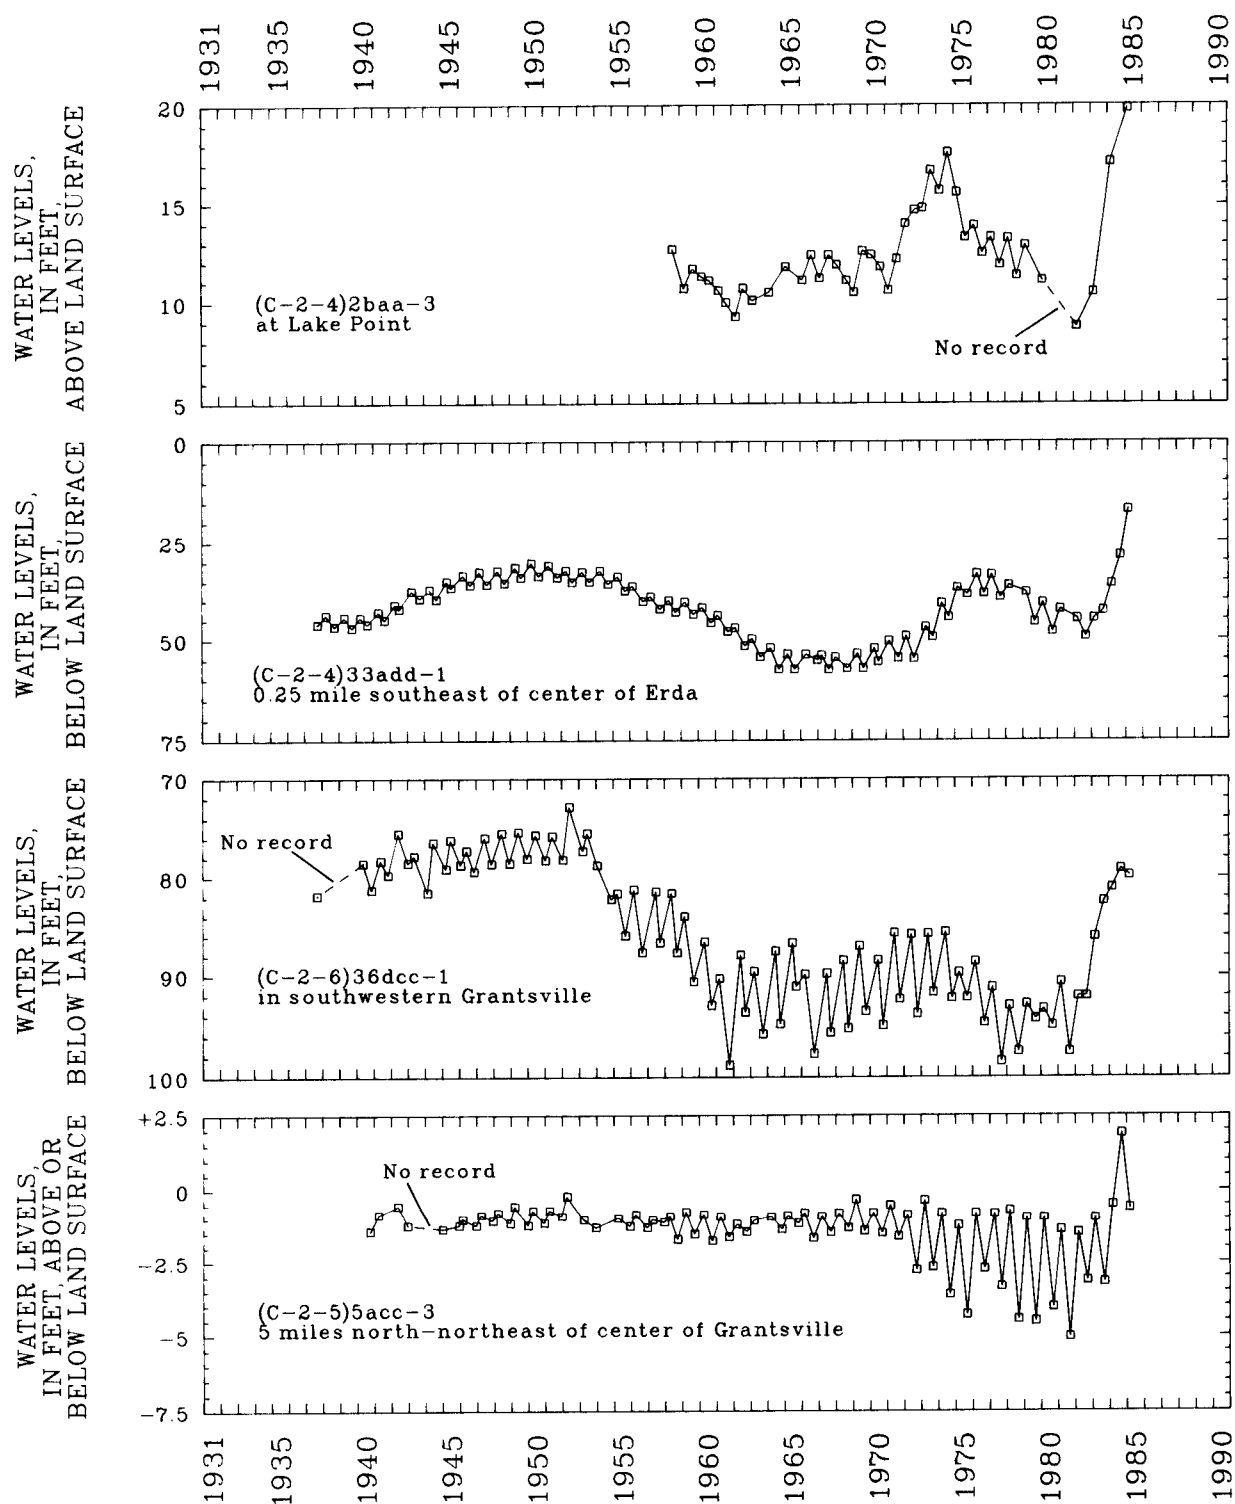 1931 1935 1940 1945 1950 1955 1960 1965 1970 1975 1980 1985 1990
WATER LEVELS,
IN FEET,
ABOVE LAND SURFACE
20
15
10
5
(C-2-4)2baa-3
at Lake Point
No record
WATER LEVELS,
IN FEET,
BELOW LAND SURFACE
0
25
50
75
(C-2-4)33add-1
0.25 mile southeast of center of Erda
WATER LEVELS,
IN FEET,
BELOW LAND SURFACE
70
80
90
100
No record
(C-2-6)36dcc-1
in southwestern Grantsville
WATER LEVELS,
IN FEET, ABOVE OR
BELOW LAND SURFACE
+2.5
0
-2.5
-5
-7.5
No record
(C-2-5)5acc-3
5 miles north-northeast of center of Grantsville
1931 1935 1940 1945 1950 1955 1960 1965 1970 1975 1980 1985 1990